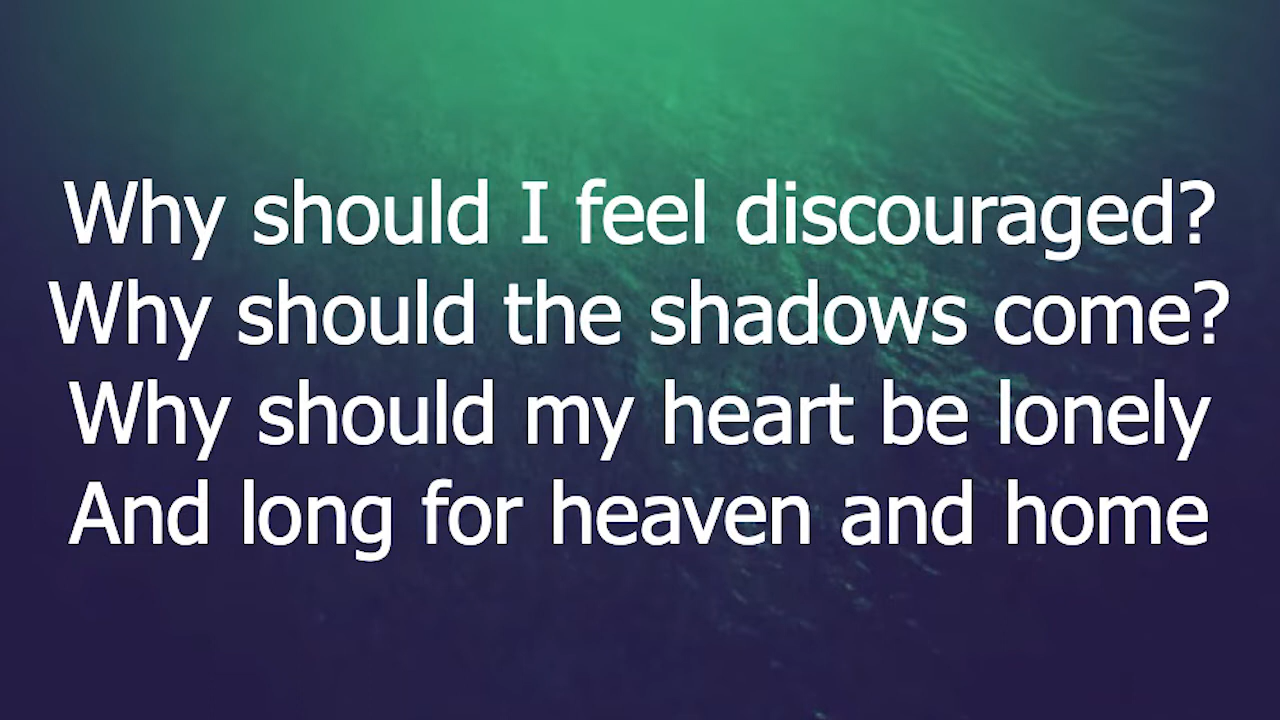 Why should I feel discouraged?
Why should the shadows come?
Why should my heart be lonely
And long for heaven and home